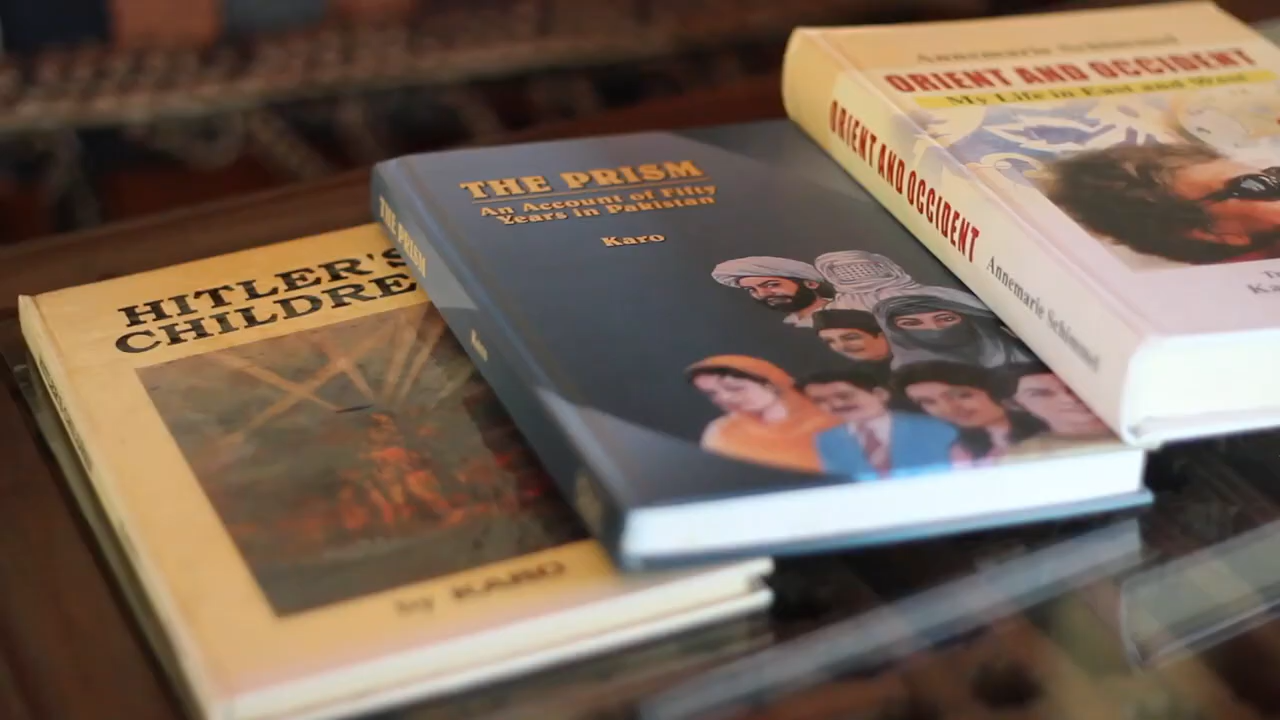 HITLER'S
CHILDRE
by KARO
THE PRISM
An Account of Fifty
Years in Pakistan
Karo
THE PRISM
Karo
Annemarie Schimmel
ORIENT AND OCCIDENT
My Life in East and West
ORIENT AND OCCIDENT
Annemarie Schimmel